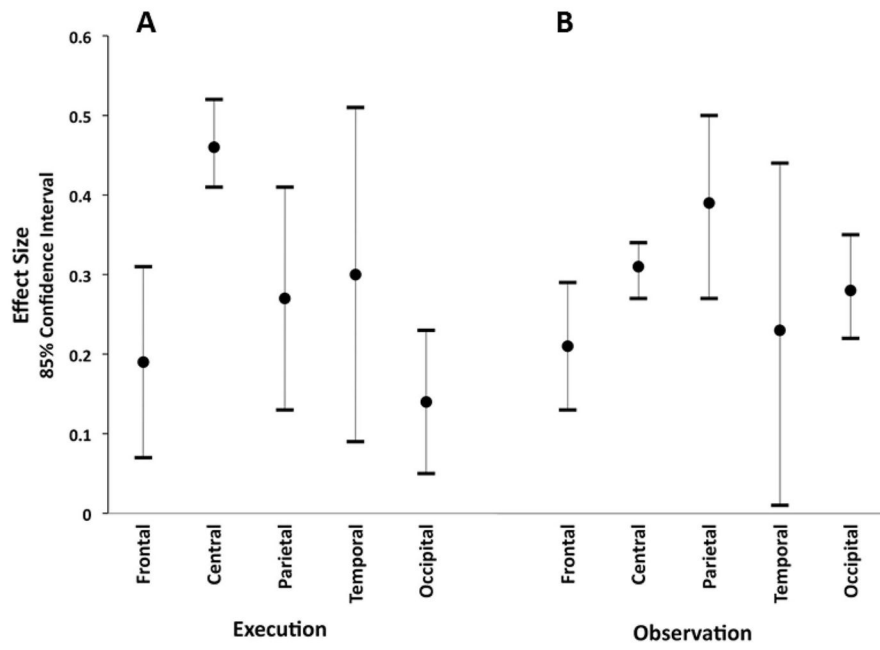 A
B
0.6
0.5
0.4
0.3
0.2
0.1
0
Effect Size
85% Confidence Interval
Frontal
Central
Parietal
Temporal
Occipital
Frontal
Central
Parietal
Temporal
Occipital
Execution
Observation